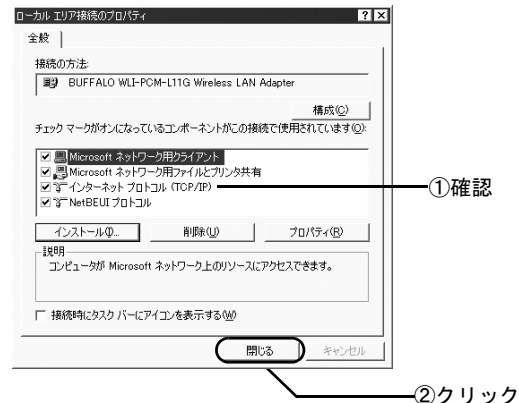 ローカル エリア接続のプロパティ
全般
接続の方法:
BUFFALO WLI-PCM-L11G Wireless LAN Adapter
構成(C)
チェック マークがオンになっているコンポーネントがこの接続で使用されています(O):
Microsoft ネットワーク用クライアント
Microsoft ネットワーク用ファイルとプリンタ共有
インターネット プロトコル (TCP/IP)
①確認
NetBEUI プロトコル
インストール(I)... 削除(U) プロパティ(R)
説明
コンピュータが Microsoft ネットワーク上のリソースにアクセスできます。
接続時にタスク バーにアイコンを表示する(W)
閉じる キャンセル
②クリック